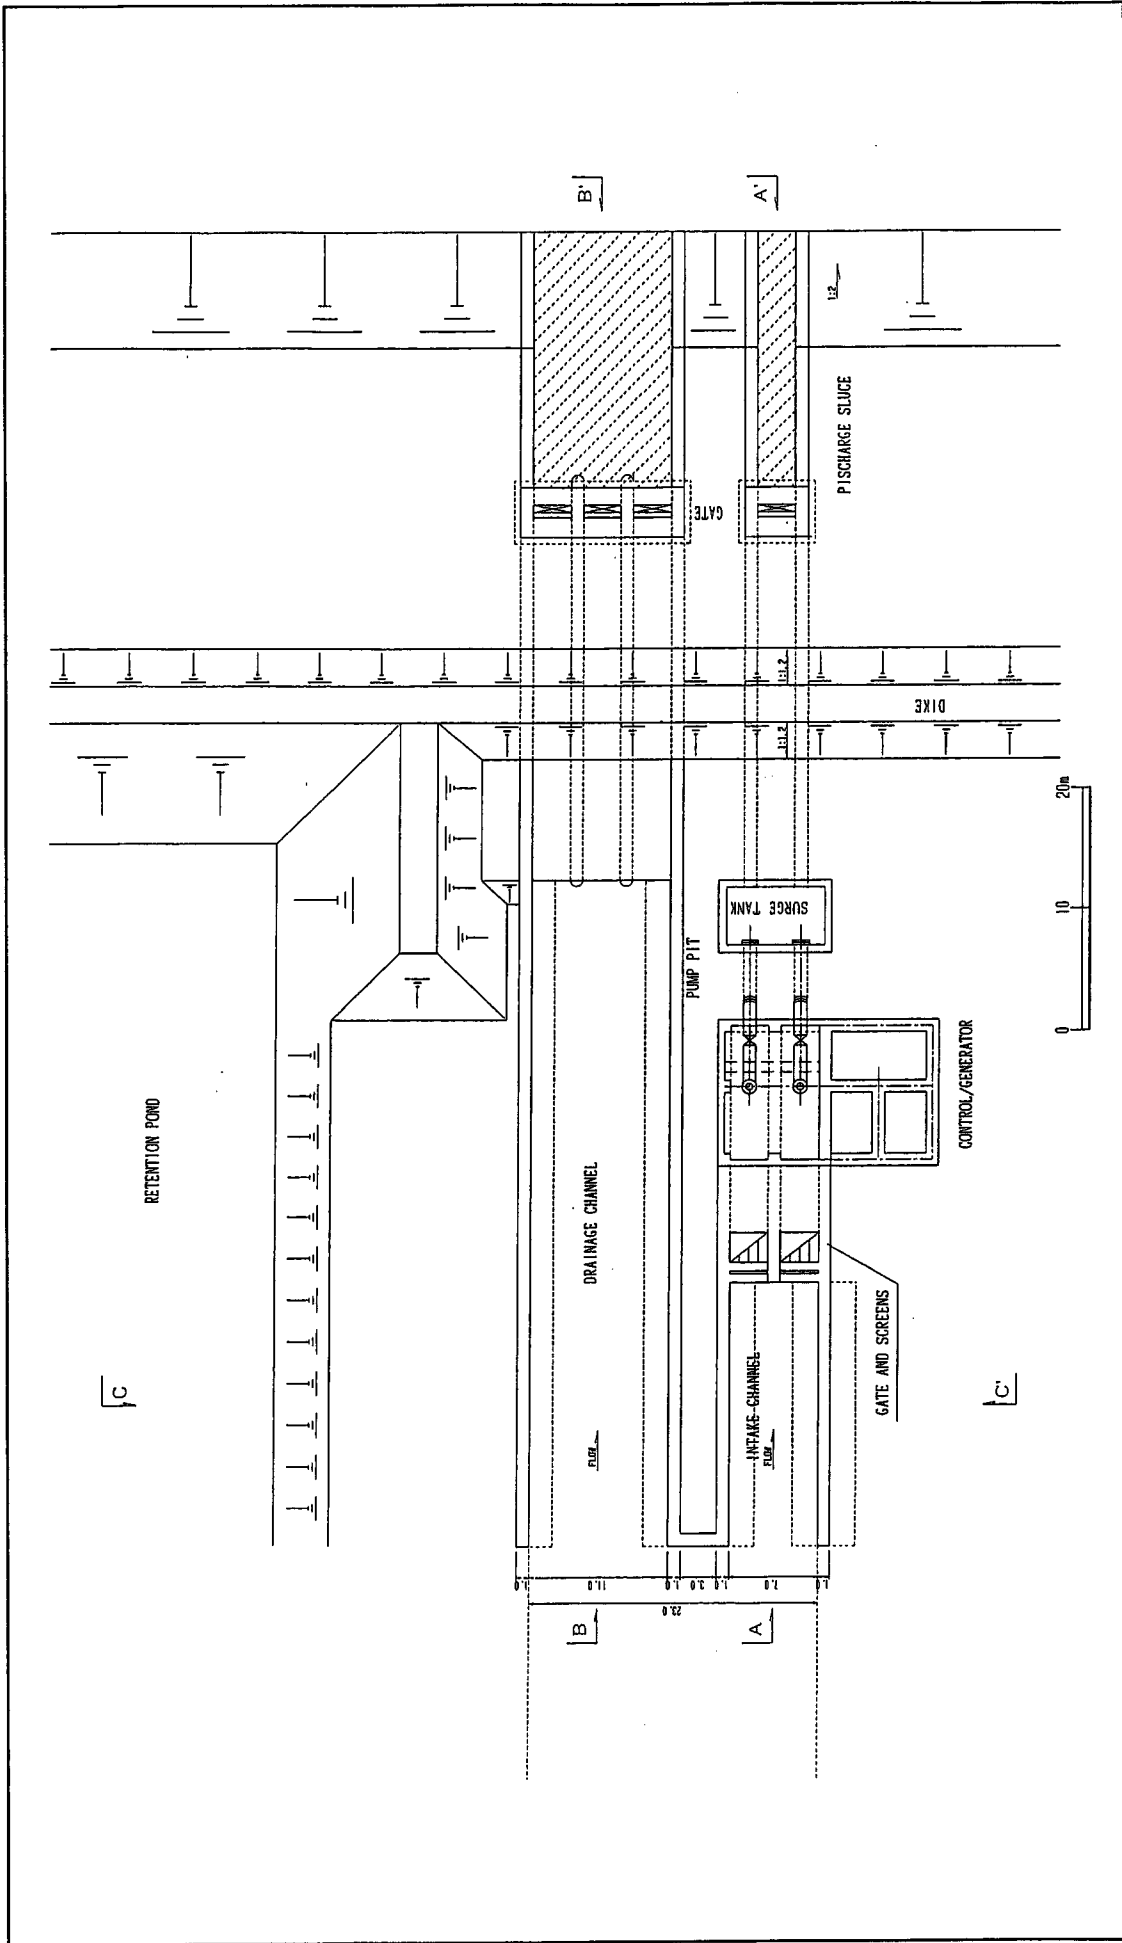 RETENTION POND
C
B'
A'
1:2
PISCHARGE SLUCE
GATE
1:1.2
1:1.2
DIKE
SURGE TANK
PUMP PIT
20m
10
0
CONTROL/GENERATOR
DRAINAGE CHANNEL
FLOW
INTAKE CHANNEL
FLOW
GATE AND SCREENS
C'
1.0
11.0
1.0
3.0
1.0
7.0
1.0
23.0
B
A